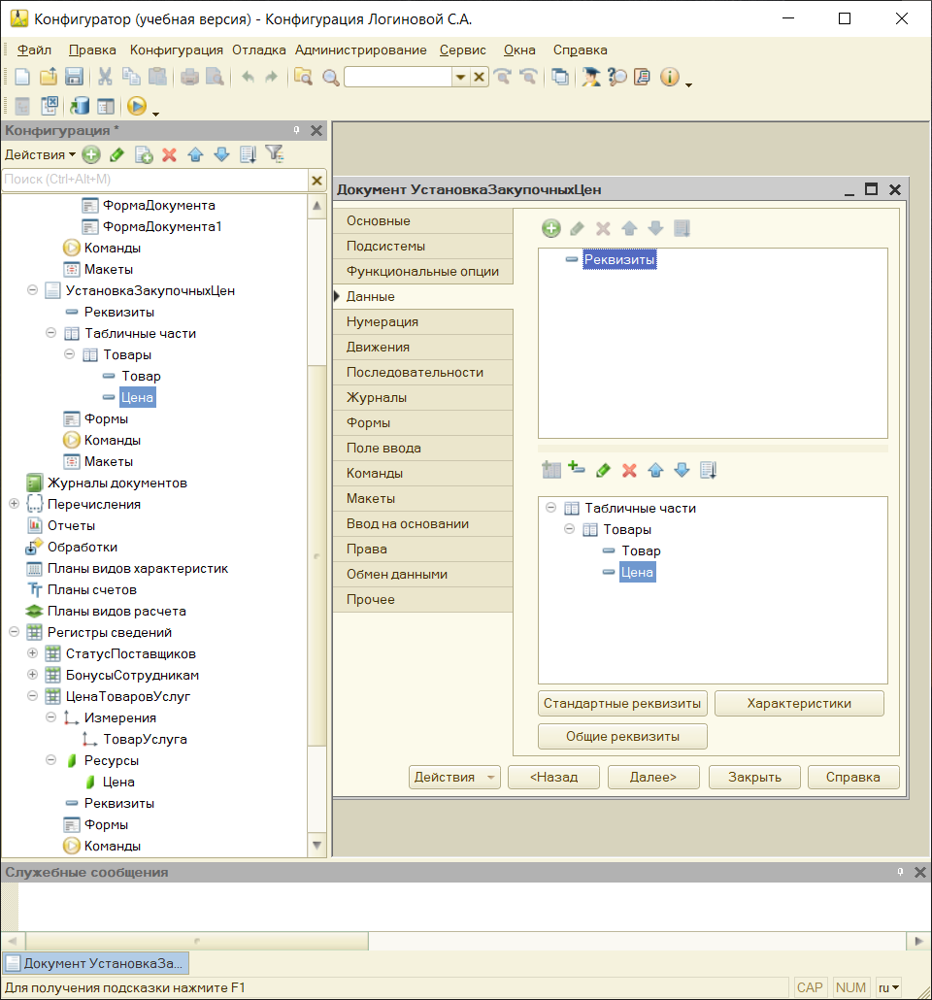 Конфигуратор (учебная версия) - Конфигурация Логиновой С.А.
Файл Правка Конфигурация Отладка Администрирование Сервис Окна Справка
Конфигурация *
Действия
Поиск (Ctrl+Alt+M)
ФормаДокумента
ФормаДокумента1
Команды
Макеты
УстановкаЗакупочныхЦен
Реквизиты
Табличные части
Товары
Товар
Цена
Формы
Команды
Макеты
Журналы документов
Перечисления
Отчеты
Обработки
Планы видов характеристик
Планы счетов
Планы видов расчета
Регистры сведений
СтатусПоставщиков
БонусыСотрудникам
ЦенаТоваровУслуг
Измерения
ТоварУслуга
Ресурсы
Цена
Реквизиты
Формы
Команды
Документ УстановкаЗакупочныхЦен
Основные
Подсистемы
Функциональные опции
Данные
Нумерация
Движения
Последовательности
Журналы
Формы
Поле ввода
Команды
Макеты
Ввод на основании
Права
Обмен данными
Прочее
Реквизиты
Табличные части
Товары
Товар
Цена
Стандартные реквизиты Характеристики
Общие реквизиты
Действия <Назад Далее> Закрыть Справка
Служебные сообщения
Документ УстановкаЗа...
Для получения подсказки нажмите F1 CAP NUM ru